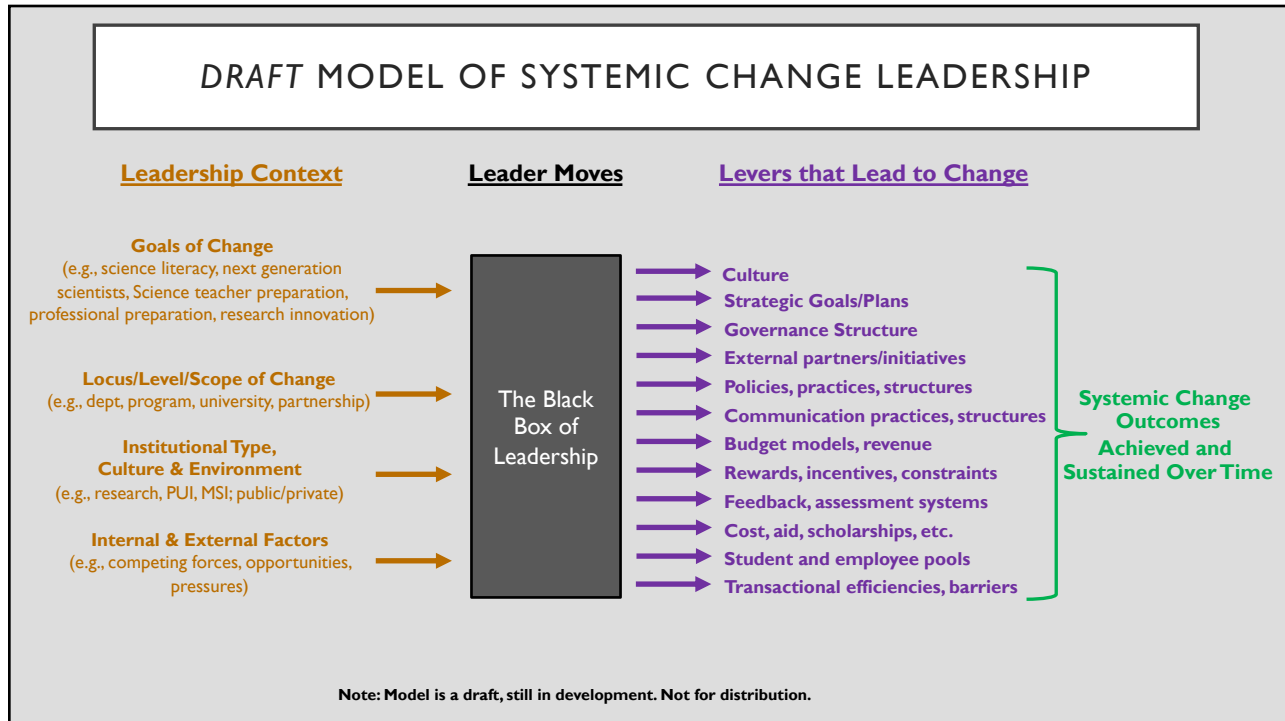 DRAFT MODEL OF SYSTEMIC CHANGE LEADERSHIP
Leadership Context
Leader Moves
Levers that Lead to Change
Goals of Change
(e.g., science literacy, next generation
scientists, Science teacher preparation,
professional preparation, research innovation)
Locus/Level/Scope of Change
(e.g., dept, program, university, partnership)
Institutional Type,
Culture & Environment
(e.g., research, PUI, MSI; public/private)
Internal & External Factors
(e.g., competing forces, opportunities,
pressures)
The Black
Box of
Leadership
Culture
Strategic Goals/Plans
Governance Structure
External partners/initiatives
Policies, practices, structures
Communication practices, structures
Budget models, revenue
Rewards, incentives, constraints
Feedback, assessment systems
Cost, aid, scholarships, etc.
Student and employee pools
Transactional efficiencies, barriers
Systemic Change
Outcomes
Achieved and
Sustained Over Time
Note: Model is a draft, still in development. Not for distribution.